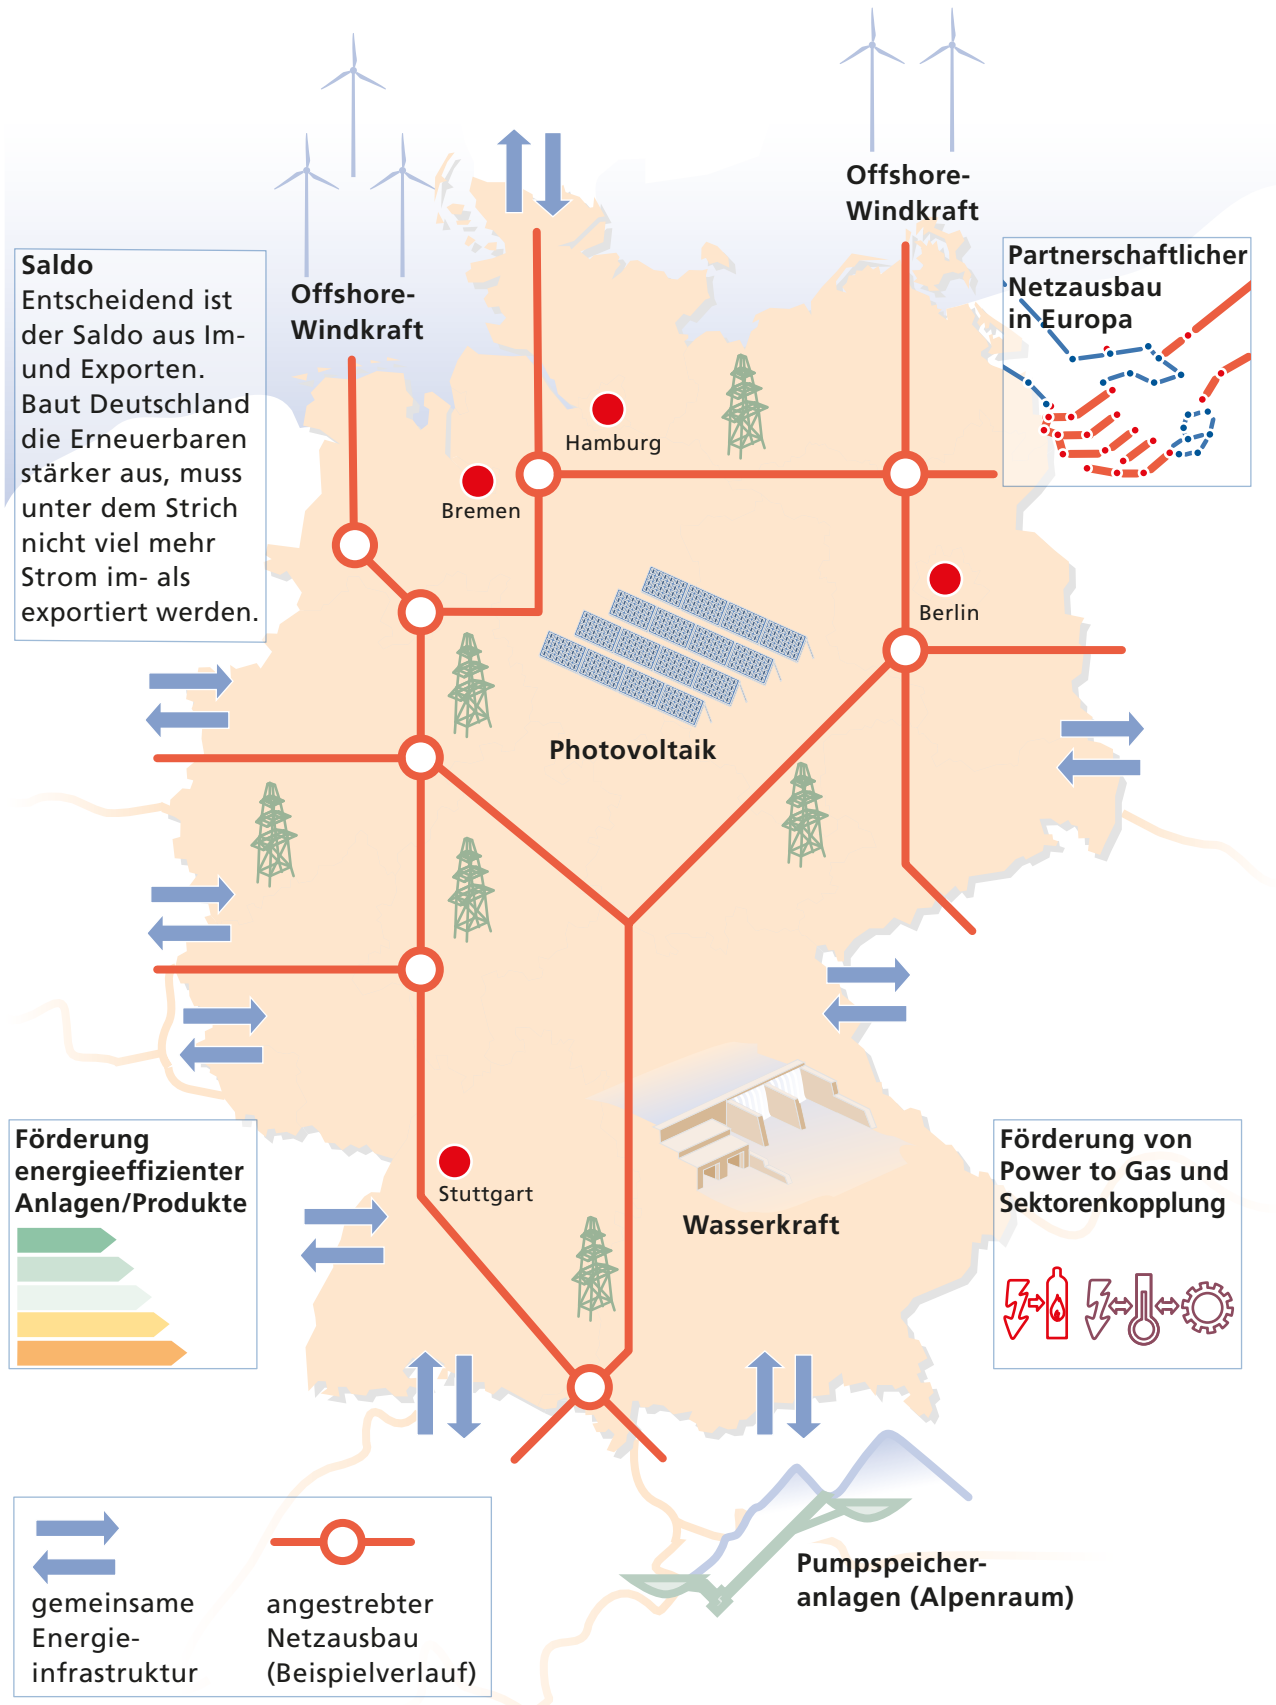 Offshore-
Windkraft
Partnerschaftlicher
Netzausbau
in Europa
Saldo
Entscheidend ist
der Saldo aus Im-
und Exporten.
Baut Deutschland
die Erneuerbaren
stärker aus, muss
unter dem Strich
nicht viel mehr
Strom im- als
exportiert werden.
Offshore-
Windkraft
Hamburg
Bremen
Berlin
Photovoltaik
Förderung
energieeffizienter
Anlagen/Produkte
Stuttgart
Wasserkraft
Förderung von
Power to Gas und
Sektorenkopplung
Pumpspeicher-
anlagen (Alpenraum)
gemeinsame
Energie-
infrastruktur
angestrebter
Netzausbau
(Beispielverlauf)